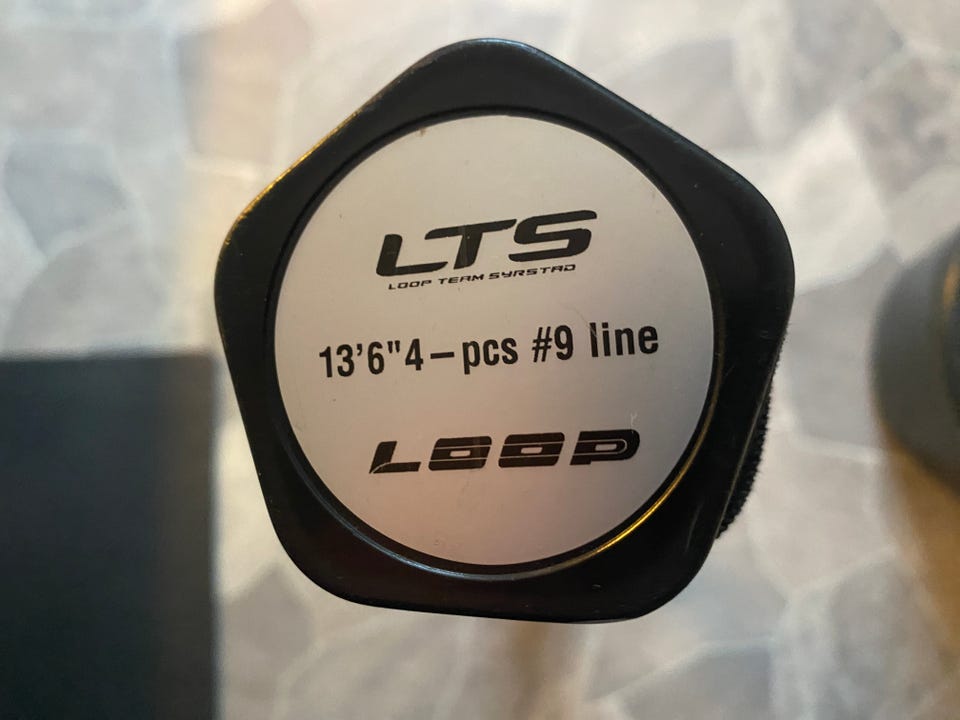 LTS
LOOP TEAM SYRSTAD
13'6"4-pcs #9 line
LOOP